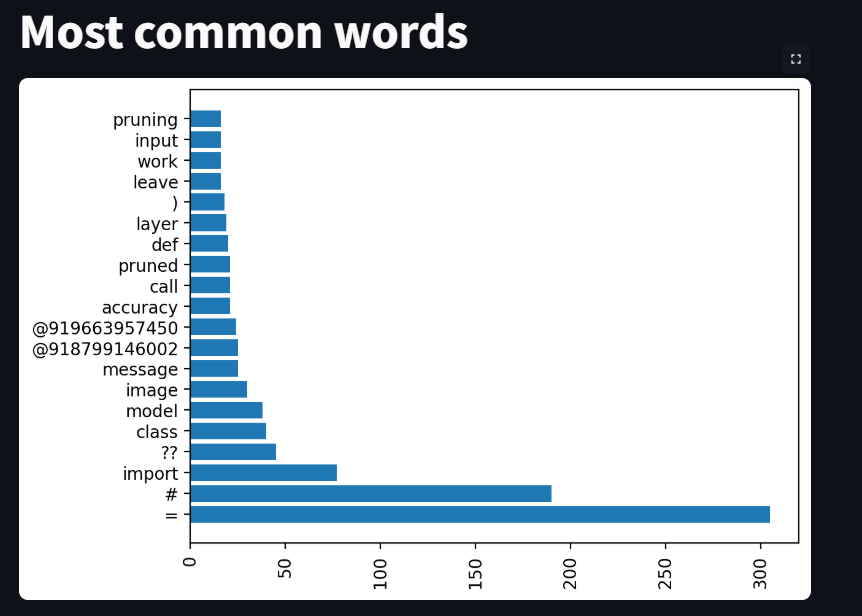 Most common words
pruning
input
work
leave
)
layer
def
pruned
call
accuracy
@919663957450
@918799146002
message
image
model
class
??
import
#
=
0
50
100
150
200
250
300